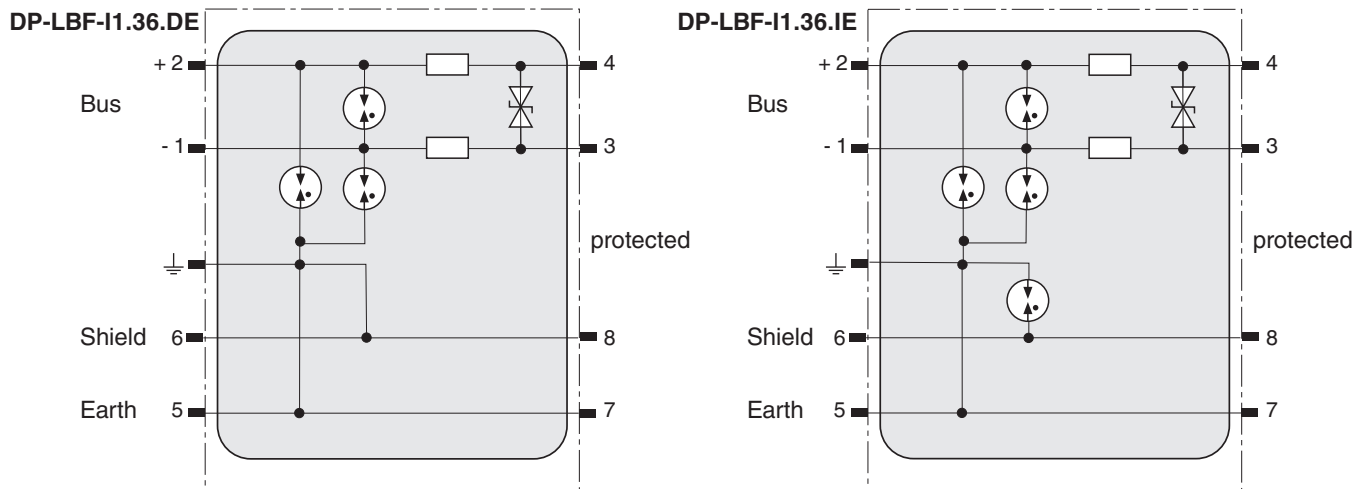 DP-LBF-I1.36.DE
+ 2
4
Bus
- 1
3
protected
Shield 6
8
Earth 5
7
DP-LBF-I1.36.IE
+ 2
4
Bus
- 1
3
protected
Shield 6
8
Earth 5
7